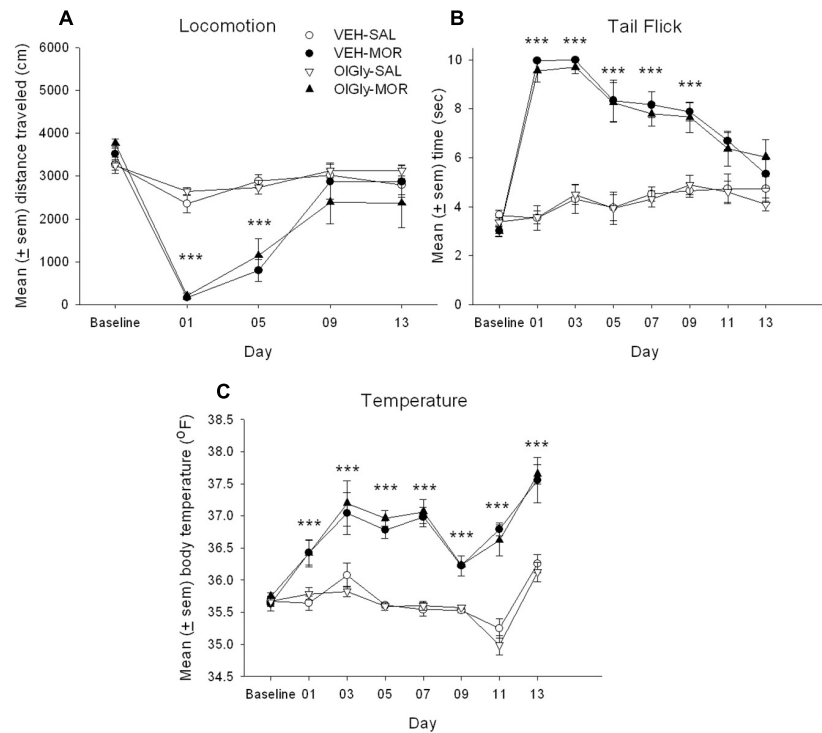 A
Locomotion
VEH-SAL
VEH-MOR
OlGly-SAL
OlGly-MOR
Mean (± sem) distance traveled (cm)
6000
5000
4000
3000
2000
1000
0
***
***
Baseline 01 05 09 13
Day
B
Tail Flick
Mean (± sem) time (sec)
10
8
6
4
2
0
*** *** *** *** ***
Baseline 01 03 05 07 09 11 13
Day
C
Temperature
Mean (± sem) body temperature (°F)
38.5
38.0
37.5
37.0
36.5
36.0
35.5
35.0
34.5
*** *** *** *** *** *** ***
Baseline 01 03 05 07 09 11 13
Day